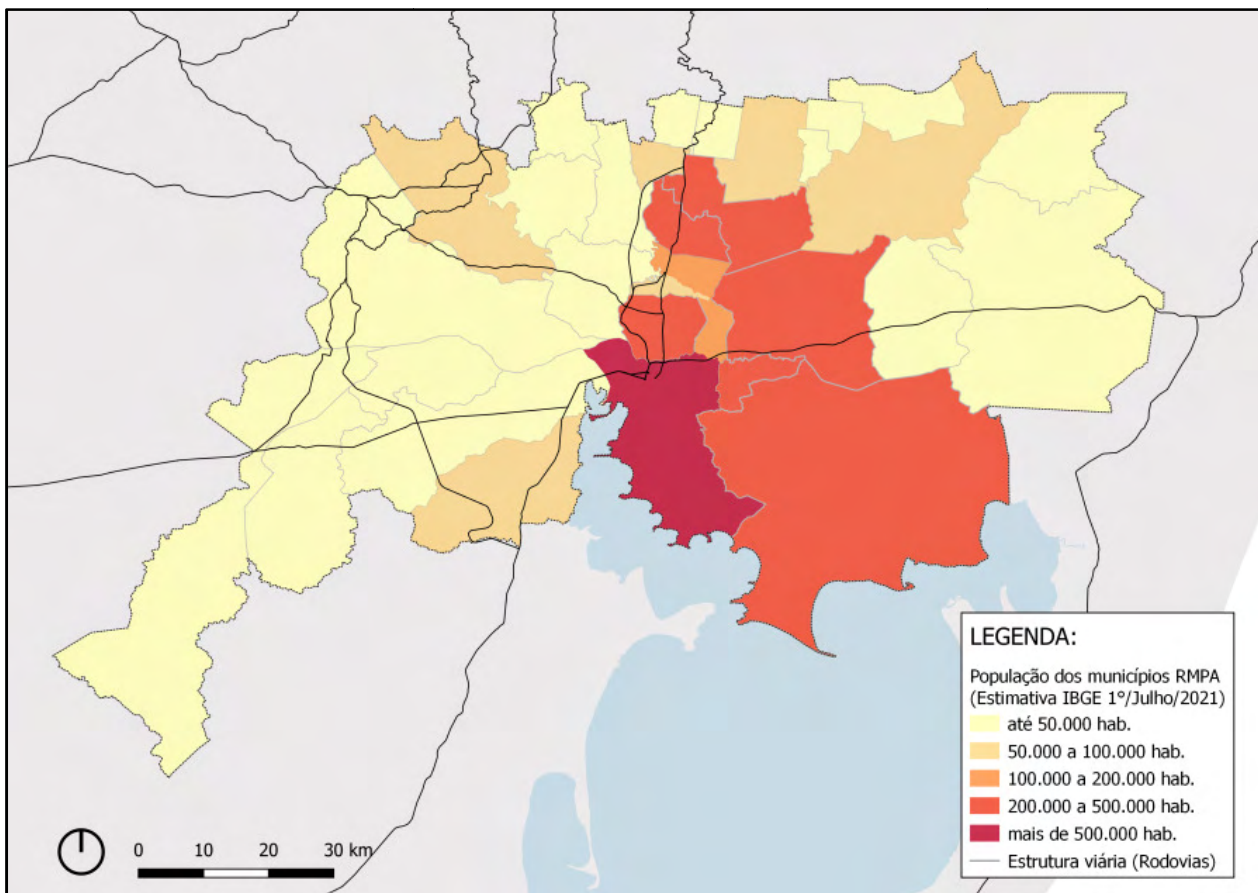 LEGENDA:
População dos municípios RMPA
(Estimativa IBGE 1º/Julho/2021)
até 50.000 hab.
50.000 a 100.000 hab.
100.000 a 200.000 hab.
200.000 a 500.000 hab.
mais de 500.000 hab.
Estrutura viária (Rodovias)
0 10 20 30 km